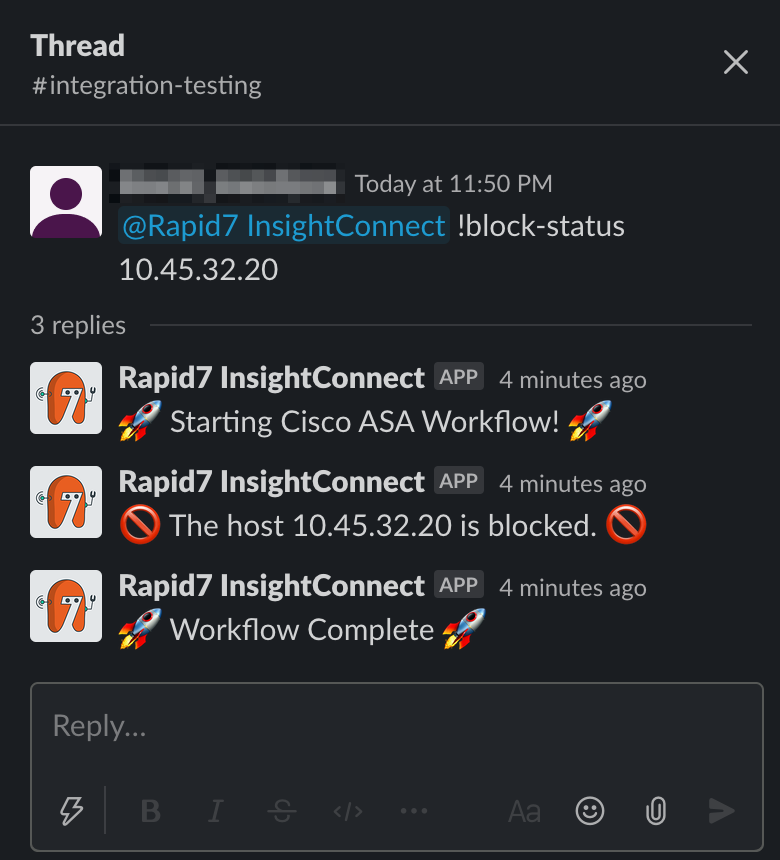 Thread
#integration-testing
Today at 11:50 PM
@Rapid7 InsightConnect !block-status
10.45.32.20
3 replies
Rapid7 InsightConnect APP 4 minutes ago
🚀 Starting Cisco ASA Workflow! 🚀
Rapid7 InsightConnect APP 4 minutes ago
🚫 The host 10.45.32.20 is blocked. 🚫
Rapid7 InsightConnect APP 4 minutes ago
🚀 Workflow Complete 🚀
Reply...
B I S </> ... Aa